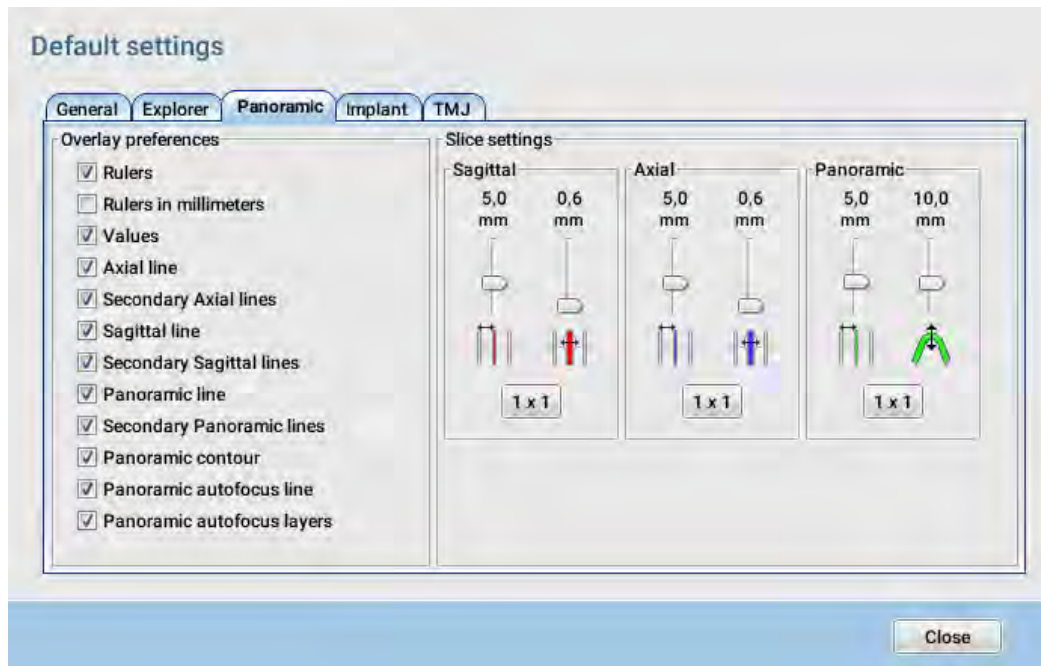 Default settings
General Explorer Panoramic Implant TMJ
Overlay preferences
Rulers
Rulers in millimeters
Values
Axial line
Secondary Axial lines
Sagittal line
Secondary Sagittal lines
Panoramic line
Secondary Panoramic lines
Panoramic contour
Panoramic autofocus line
Panoramic autofocus layers
Slice settings
Sagittal
5,0 0,6
mm mm
1 x 1
Axial
5,0 0,6
mm mm
1 x 1
Panoramic
5,0 10,0
mm mm
1 x 1
Close